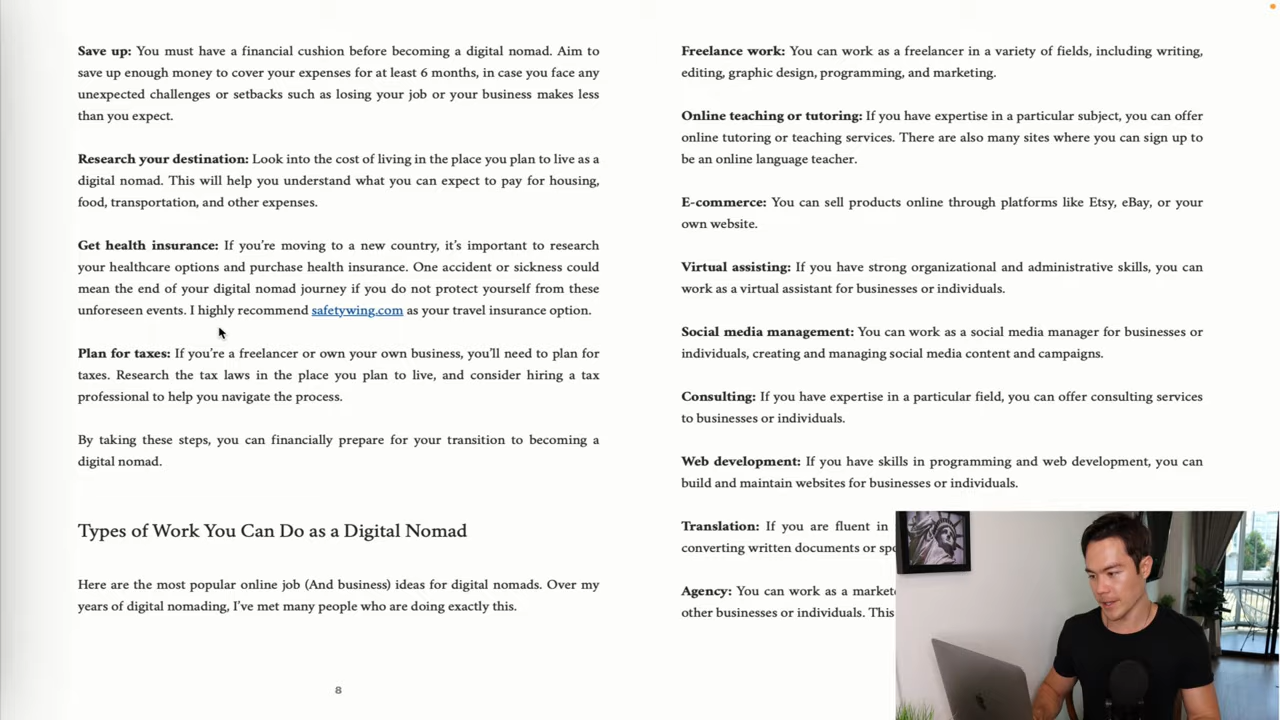 Save up: You must have a financial cushion before becoming a digital nomad. Aim to
save up enough money to cover your expenses for at least 6 months, in case you face any
unexpected challenges or setbacks such as losing your job or your business makes less
than you expect.
Research your destination: Look into the cost of living in the place you plan to live as a
digital nomad. This will help you understand what you can expect to pay for housing,
food, transportation, and other expenses.
Get health insurance: If you're moving to a new country, it's important to research
your healthcare options and purchase health insurance. One accident or sickness could
mean the end of your digital nomad journey if you do not protect yourself from these
unforeseen events. I highly recommend safetywing.com as your travel insurance option.
Plan for taxes: If you're a freelancer or own your own business, you'll need to plan for
taxes. Research the tax laws in the place you plan to live, and consider hiring a tax
professional to help you navigate the process.
By taking these steps, you can financially prepare for your transition to becoming a
digital nomad.
Types of Work You Can Do as a Digital Nomad
Here are the most popular online job (And business) ideas for digital nomads. Over my
years of digital nomading, I've met many people who are doing exactly this.
8
Freelance work: You can work as a freelancer in a variety of fields, including writing,
editing, graphic design, programming, and marketing.
Online teaching or tutoring: If you have expertise in a particular subject, you can offer
online tutoring or teaching services. There are also many sites where you can sign up to
be an online language teacher.
E-commerce: You can sell products online through platforms like Etsy, eBay, or your
own website.
Virtual assisting: If you have strong organizational and administrative skills, you can
work as a virtual assistant for businesses or individuals.
Social media management: You can work as a social media manager for businesses or
individuals, creating and managing social media content and campaigns.
Consulting: If you have expertise in a particular field, you can offer consulting services
to businesses or individuals.
Web development: If you have skills in programming and web development, you can
build and maintain websites for businesses or individuals.
Translation: If you are fluent in
converting written documents or
Agency: You can work as a
other businesses or individuals. This